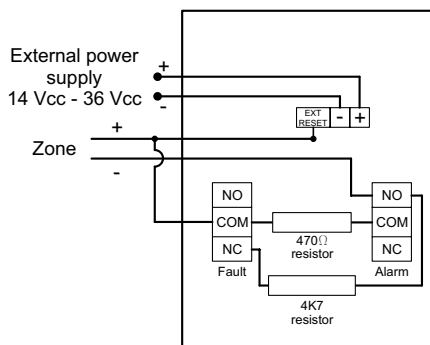 External power
supply
14 Vcc - 36 Vcc
+
-
EXT
RESET
- +
+
Zone
-
NO
COM
NC
Fault
470Ω
resistor
NO
COM
NC
Alarm
4K7
resistor